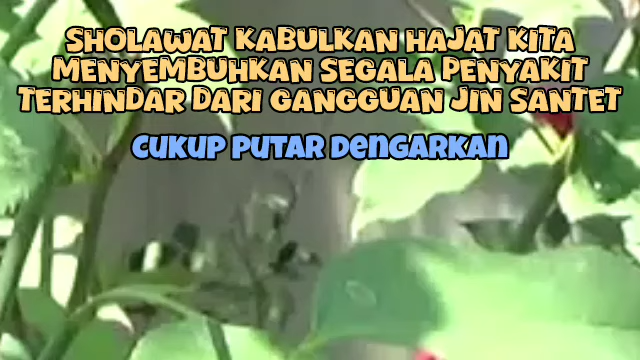 SHOLAWAT KABULKAN HAJAT KITA
MENYEMBUHKAN SEGALA PENYAKIT
TERHINDAR DARI GANGGUAN JIN SANTET
CUKUP PUTAR DENGARKAN